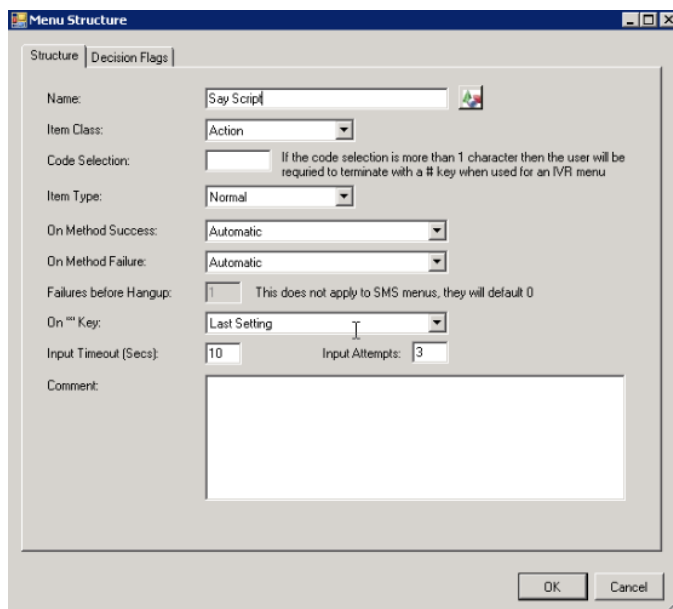 Menu Structure
Structure Decision Flags
Name: Say Script
Item Class: Action
Code Selection: If the code selection is more than 1 character then the user will be
requried to terminate with a # key when used for an IVR menu
Item Type: Normal
On Method Success: Automatic
On Method Failure: Automatic
Failures before Hangup: 1 This does not apply to SMS menus, they will default 0
On "*" Key: Last Setting
Input Timeout (Secs): 10 Input Attempts: 3
Comment:
OK Cancel